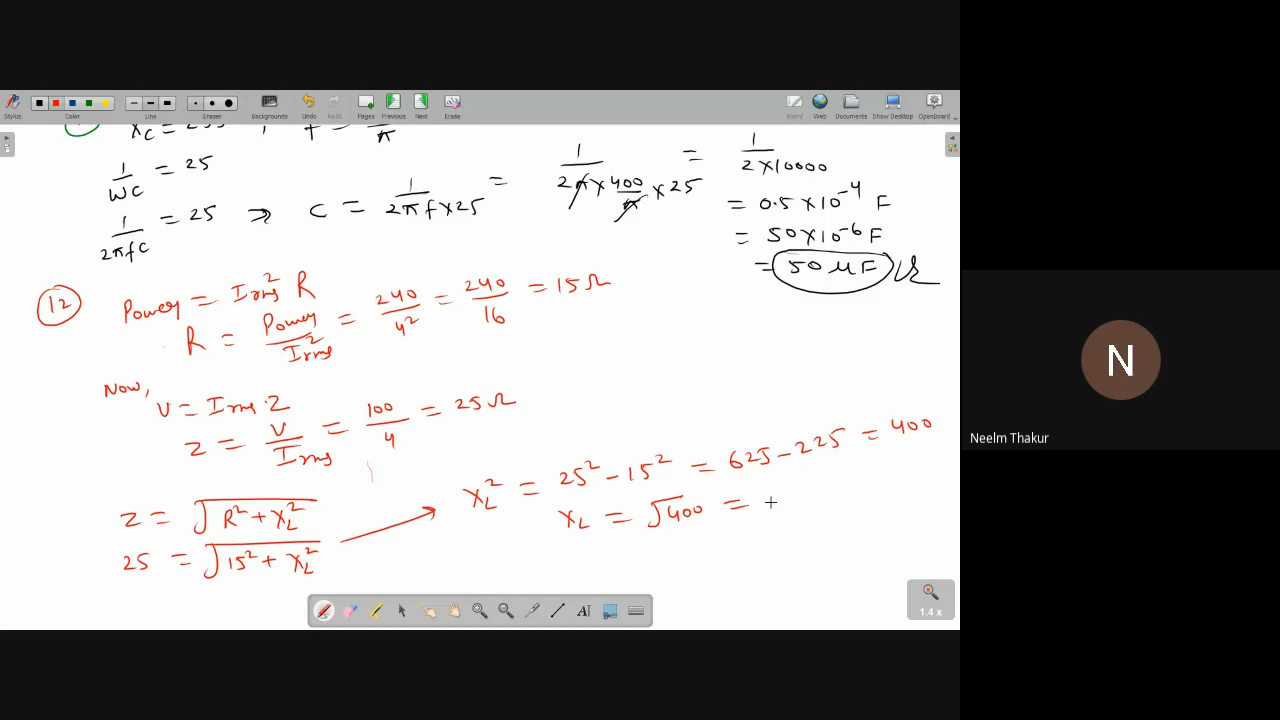 Stylus
Color
Line
Eraser
Backgrounds
Undo
Redo
Pages
Previous
Next
Erase
Board
Web
Documents
Show Desktop
OpenBoard
1/WC = 25
1/2πfC = 25 ⇒ C = 1/2πf×25 = 1/2π×400/π×25 = 1/2×10000
= 0.5×10⁻⁴ F
= 50×10⁻⁶ F
= 50 μF
12
Power = Irms² R
R = Power/Irms² = 240/4² = 240/16 = 15Ω
Now,
V = Irms·Z
Z = V/Irms = 100/4 = 25Ω
Z = √R² + XL²
25 = √15² + XL²
XL² = 25² - 15² = 625 - 225 = 400
XL = √400 =
1.4 x
N
Neelm Thakur